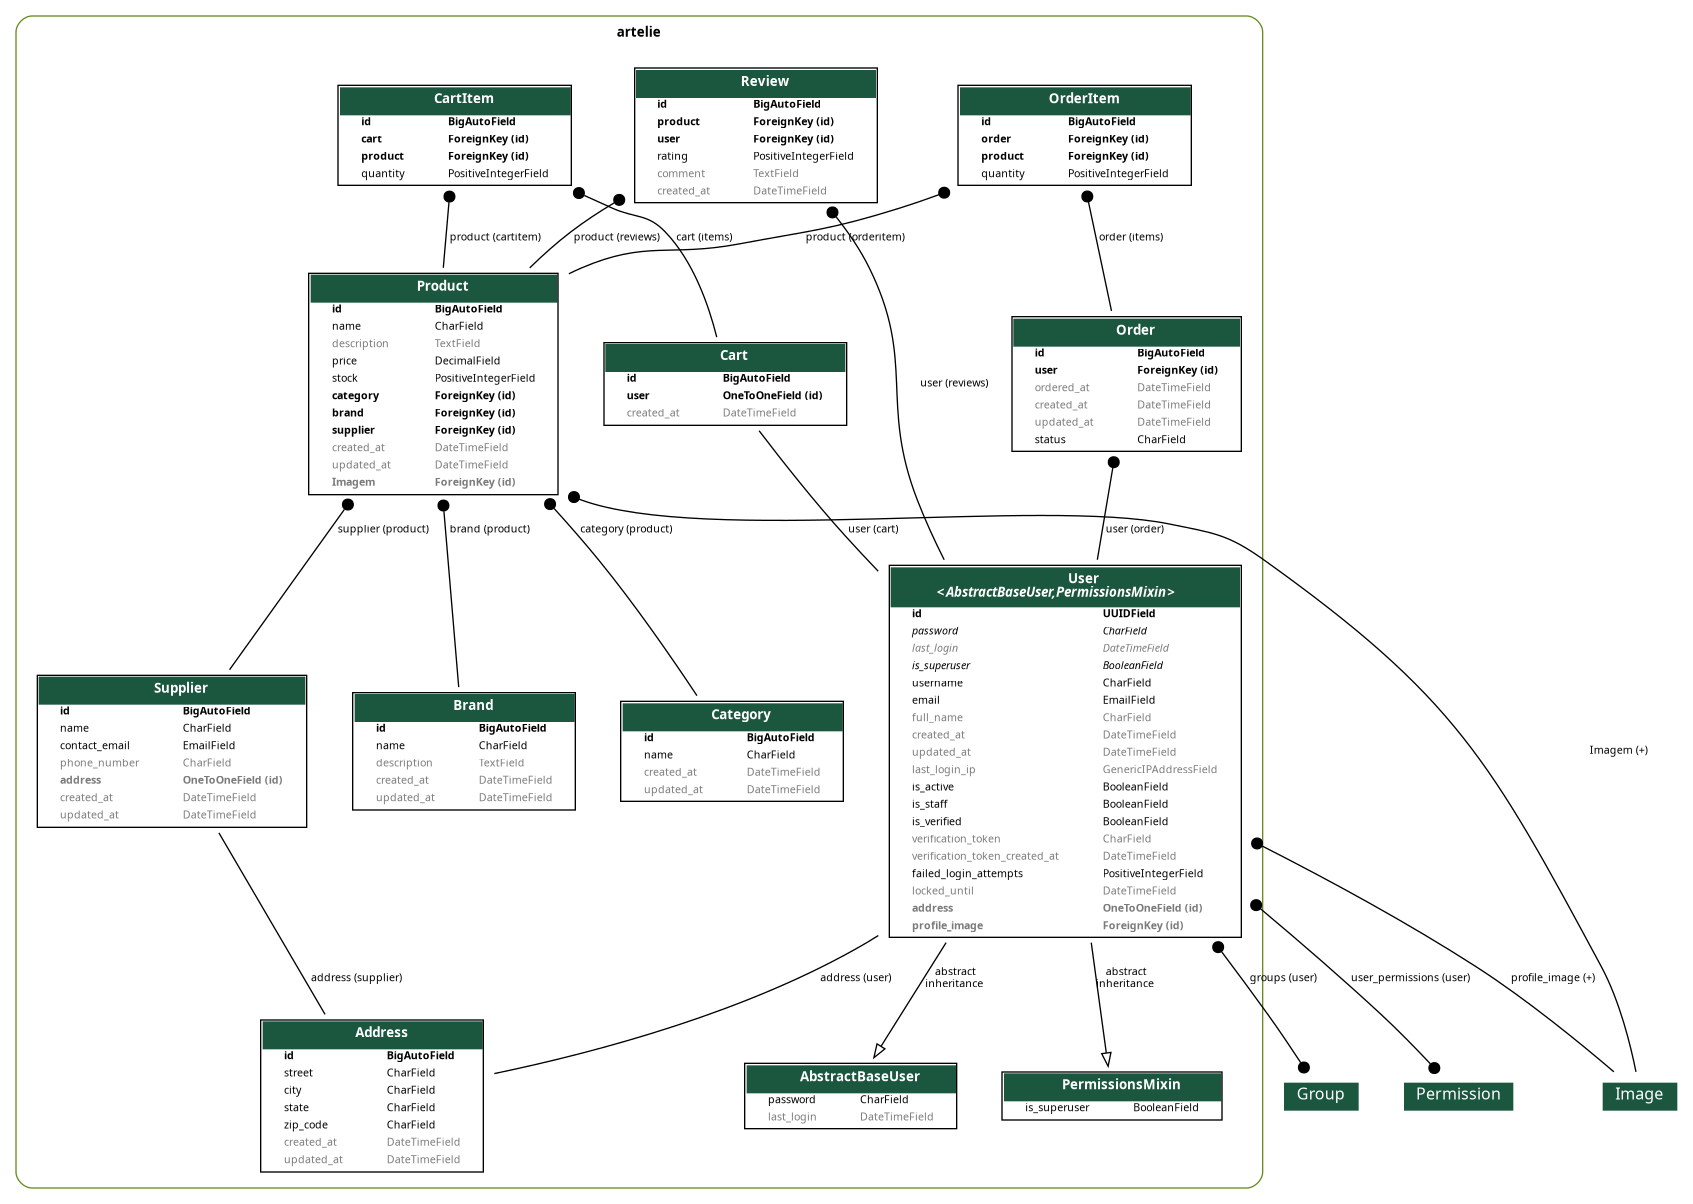 artelie
CartItem
id BigAutoField
cart ForeignKey (id)
product ForeignKey (id)
quantity PositiveIntegerField
Review
id BigAutoField
product ForeignKey (id)
user ForeignKey (id)
rating PositiveIntegerField
comment TextField
created_at DateTimeField
OrderItem
id BigAutoField
order ForeignKey (id)
product ForeignKey (id)
quantity PositiveIntegerField
product (cartitem)
product (reviews)
cart (items)
product (orderitem)
order (items)
Product
id BigAutoField
name CharField
description TextField
price DecimalField
stock PositiveIntegerField
category ForeignKey (id)
brand ForeignKey (id)
supplier ForeignKey (id)
created_at DateTimeField
updated_at DateTimeField
Imagem ForeignKey (id)
Cart
id BigAutoField
user OneToOneField (id)
created_at DateTimeField
user (reviews)
Order
id BigAutoField
user ForeignKey (id)
ordered_at DateTimeField
created_at DateTimeField
updated_at DateTimeField
status CharField
supplier (product)
brand (product)
category (product)
user (cart)
user (order)
User
<AbstractBaseUser,PermissionsMixin>
id UUIDField
password CharField
last_login DateTimeField
is_superuser BooleanField
username CharField
email EmailField
full_name CharField
created_at DateTimeField
updated_at DateTimeField
last_login_ip GenericIPAddressField
is_active BooleanField
is_staff BooleanField
is_verified BooleanField
verification_token CharField
verification_token_created_at DateTimeField
failed_login_attempts PositiveIntegerField
locked_until DateTimeField
address OneToOneField (id)
profile_image ForeignKey (id)
Supplier
id BigAutoField
name CharField
contact_email EmailField
phone_number CharField
address OneToOneField (id)
created_at DateTimeField
updated_at DateTimeField
Brand
id BigAutoField
name CharField
description TextField
created_at DateTimeField
updated_at DateTimeField
Category
id BigAutoField
name CharField
created_at DateTimeField
updated_at DateTimeField
Imagem (+)
address (supplier)
address (user)
abstract
inheritance
abstract
inheritance
groups (user)
user_permissions (user)
profile_image (+)
Address
id BigAutoField
street CharField
city CharField
state CharField
zip_code CharField
created_at DateTimeField
updated_at DateTimeField
AbstractBaseUser
password CharField
last_login DateTimeField
PermissionsMixin
is_superuser BooleanField
Group
Permission
Image